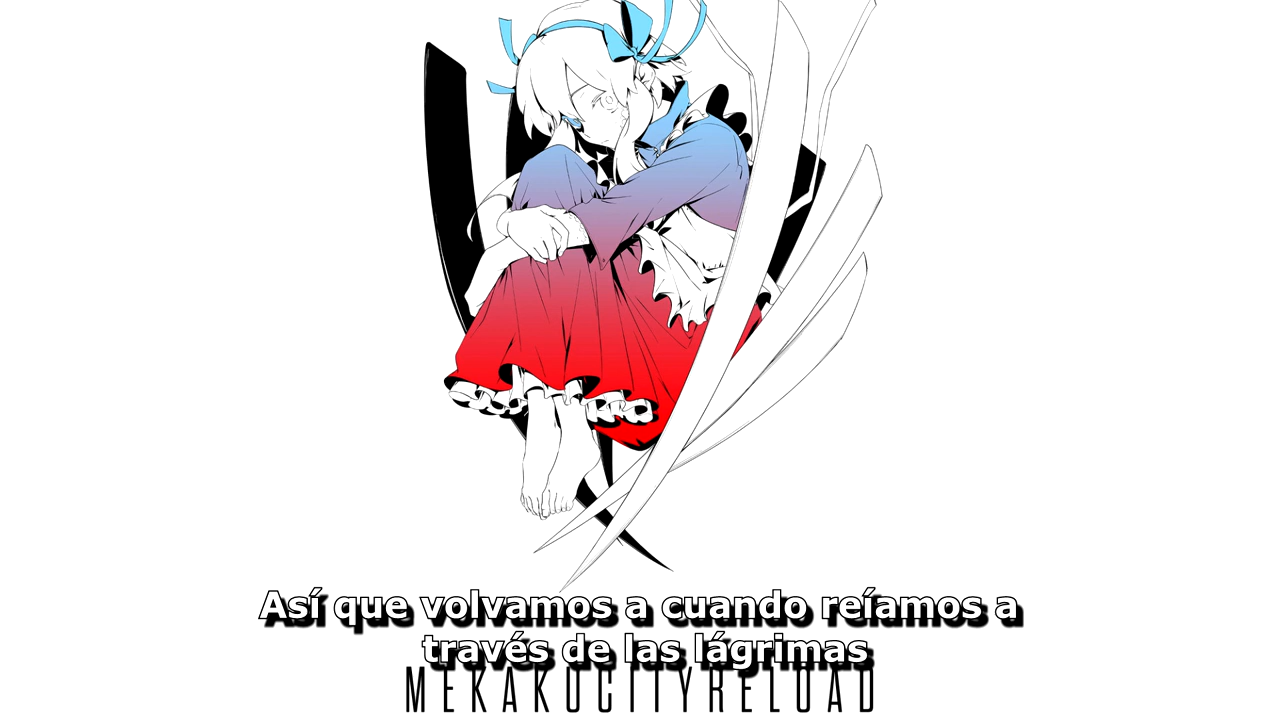 Así que volvamos a cuando reíamos a
través de las lágrimas
MEKAKUCITYRELOAD